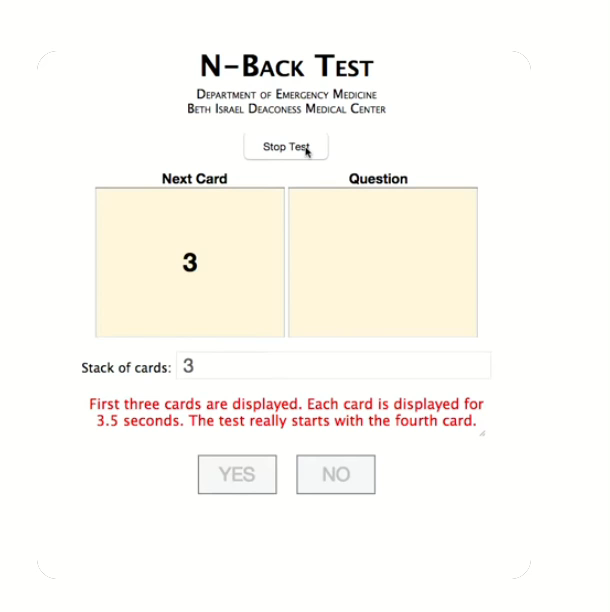 N-Back Test
Department of Emergency Medicine
Beth Israel Deaconess Medical Center
Stop Test
Next Card Question
3
Stack of cards: 3
First three cards are displayed. Each card is displayed for
3.5 seconds. The test really starts with the fourth card.
YES NO